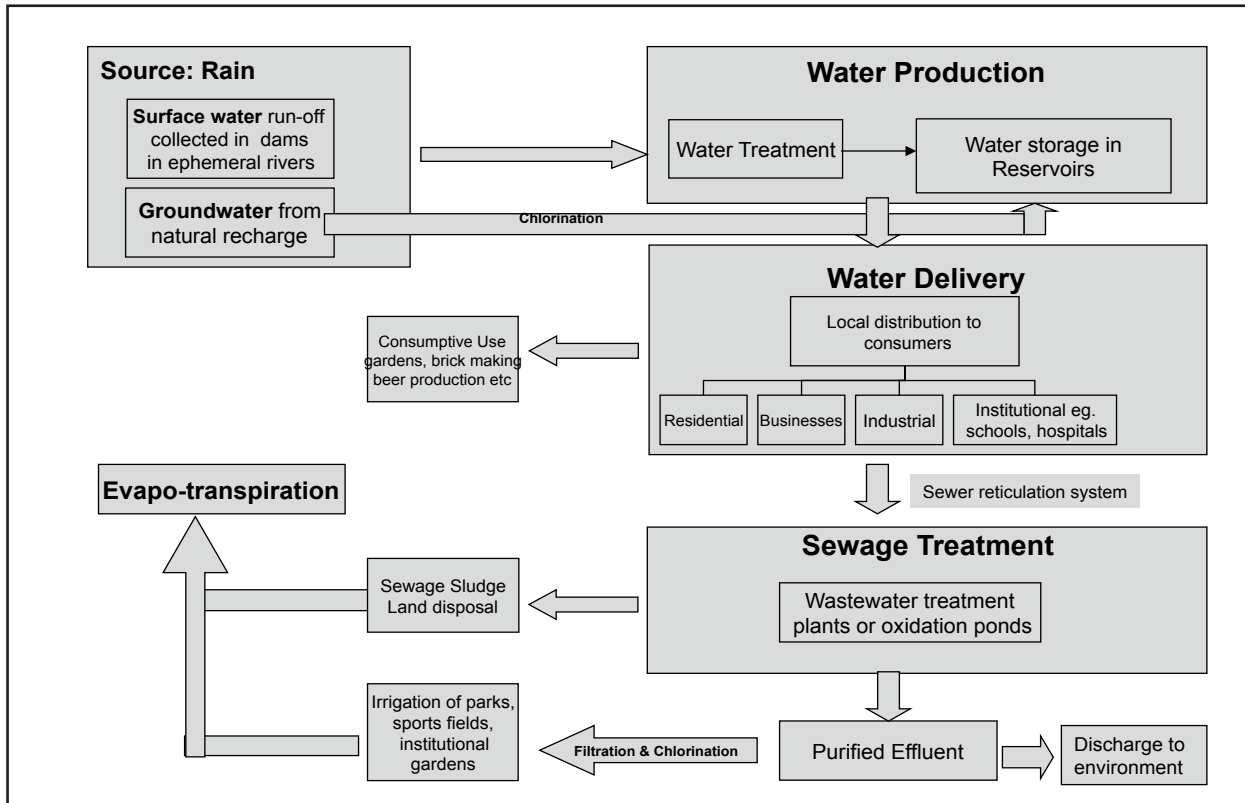 Source: Rain
Surface water run-off
collected in dams
in ephemeral rivers
Groundwater from
natural recharge
Chlorination
Water Production
Water Treatment
Water storage in
Reservoirs
Water Delivery
Local distribution to
consumers
Residential
Businesses
Industrial
Institutional eg.
schools, hospitals
Consumptive Use
gardens, brick making
beer production etc
Sewer reticulation system
Evapo-transpiration
Sewage Treatment
Wastewater treatment
plants or oxidation ponds
Sewage Sludge
Land disposal
Irrigation of parks,
sports fields,
institutional
gardens
Filtration & Chlorination
Purified Effluent
Discharge to
environment